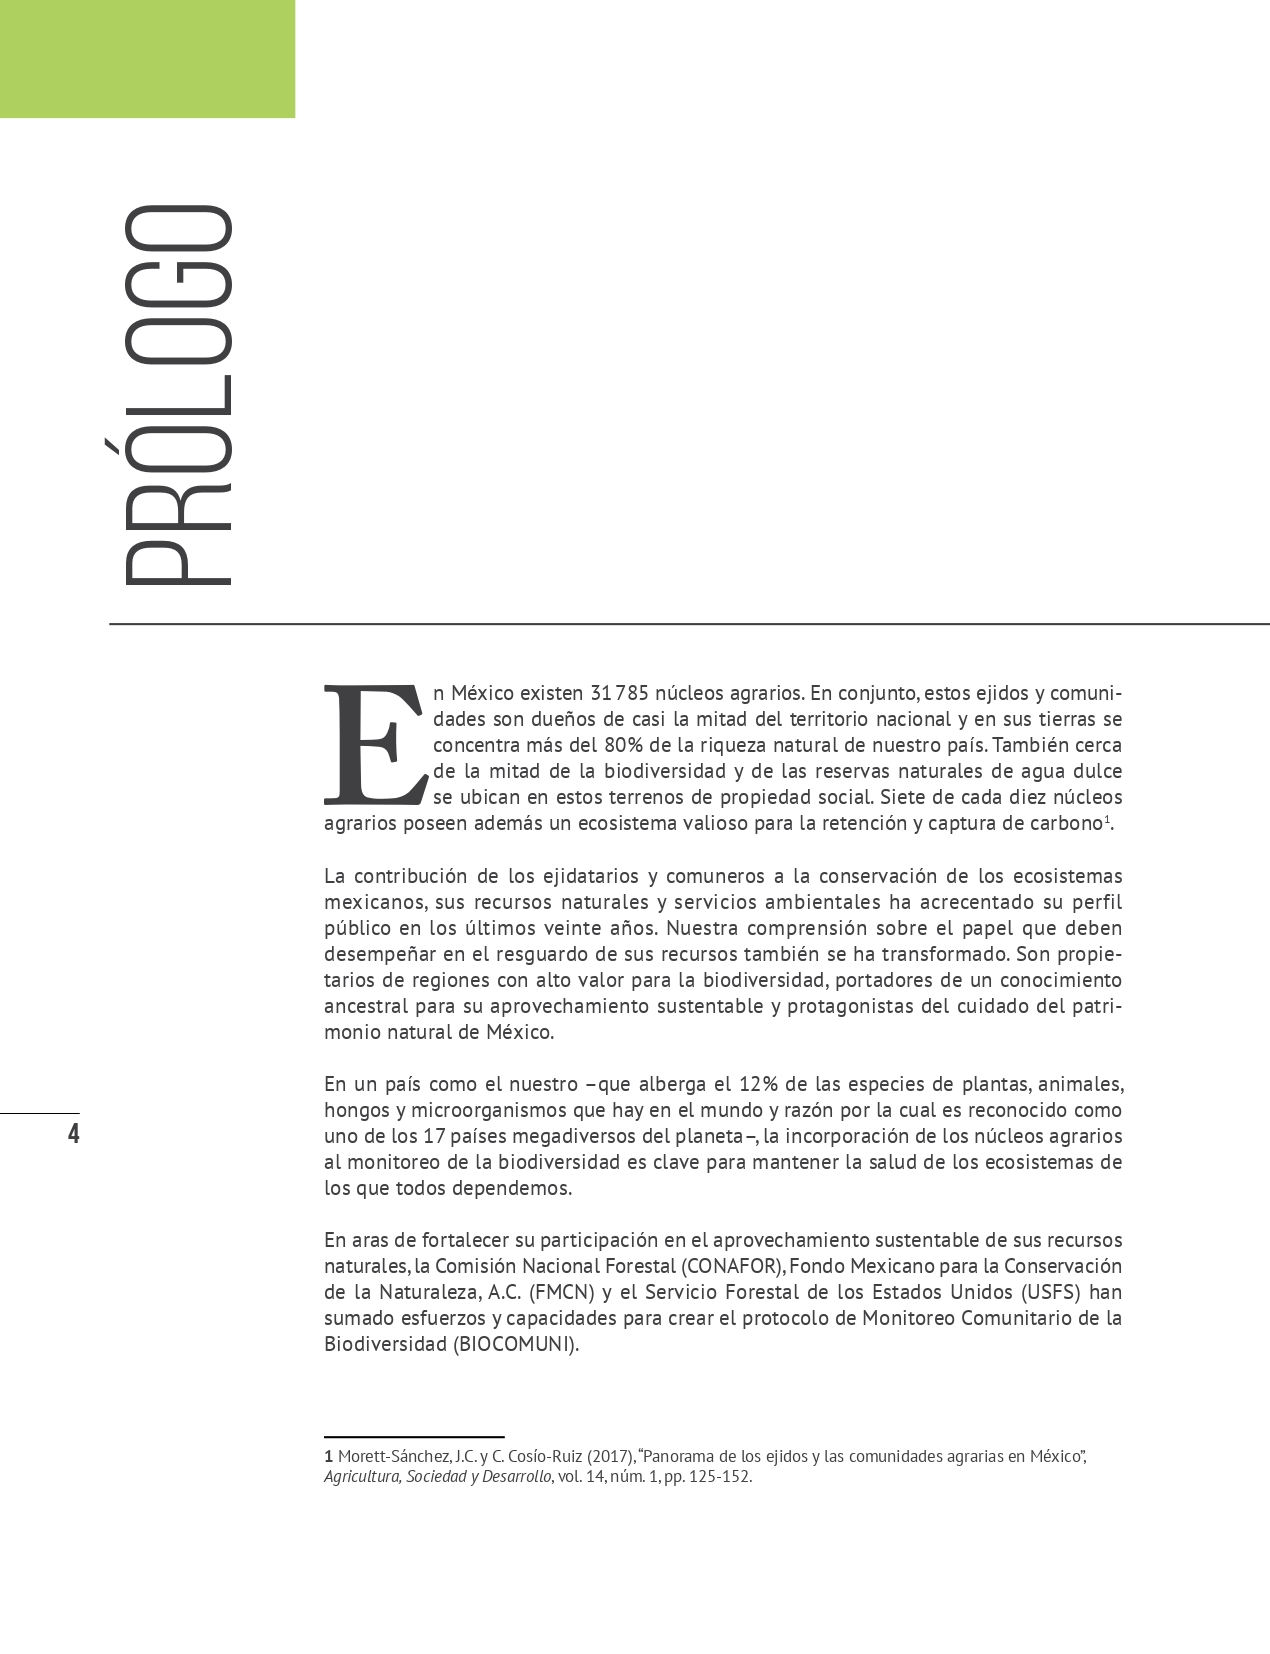 PRÓLOGO
En México existen 31 785 núcleos agrarios. En conjunto, estos ejidos y comuni-
dades son dueños de casi la mitad del territorio nacional y en sus tierras se
concentra más del 80% de la riqueza natural de nuestro país. También cerca
de la mitad de la biodiversidad y de las reservas naturales de agua dulce
se ubican en estos terrenos de propiedad social. Siete de cada diez núcleos
agrarios poseen además un ecosistema valioso para la retención y captura de carbono¹.
La contribución de los ejidatarios y comuneros a la conservación de los ecosistemas
mexicanos, sus recursos naturales y servicios ambientales ha acrecentado su perfil
público en los últimos veinte años. Nuestra comprensión sobre el papel que deben
desempeñar en el resguardo de sus recursos también se ha transformado. Son propie-
tarios de regiones con alto valor para la biodiversidad, portadores de un conocimiento
ancestral para su aprovechamiento sustentable y protagonistas del cuidado del patri-
monio natural de México.
En un país como el nuestro –que alberga el 12% de las especies de plantas, animales,
hongos y microorganismos que hay en el mundo y razón por la cual es reconocido como
uno de los 17 países megadiversos del planeta–, la incorporación de los núcleos agrarios
al monitoreo de la biodiversidad es clave para mantener la salud de los ecosistemas de
los que todos dependemos.
En aras de fortalecer su participación en el aprovechamiento sustentable de sus recursos
naturales, la Comisión Nacional Forestal (CONAFOR), Fondo Mexicano para la Conservación
de la Naturaleza, A.C. (FMCN) y el Servicio Forestal de los Estados Unidos (USFS) han
sumado esfuerzos y capacidades para crear el protocolo de Monitoreo Comunitario de la
Biodiversidad (BIOCOMUNI).
1 Morett-Sánchez, J.C. y C. Cosío-Ruiz (2017), “Panorama de los ejidos y las comunidades agrarias en México”,
Agricultura, Sociedad y Desarrollo, vol. 14, núm. 1, pp. 125-152.
4